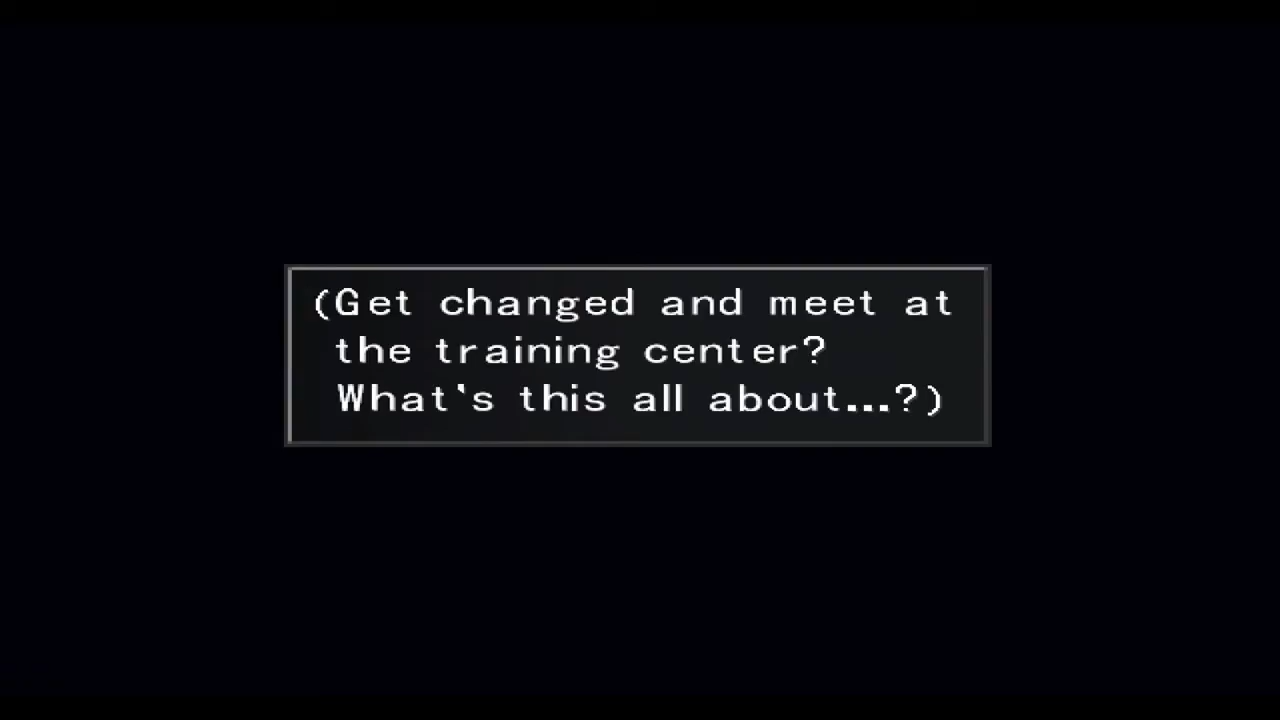 (Get changed and meet at
the training center?
What's this all about...?)